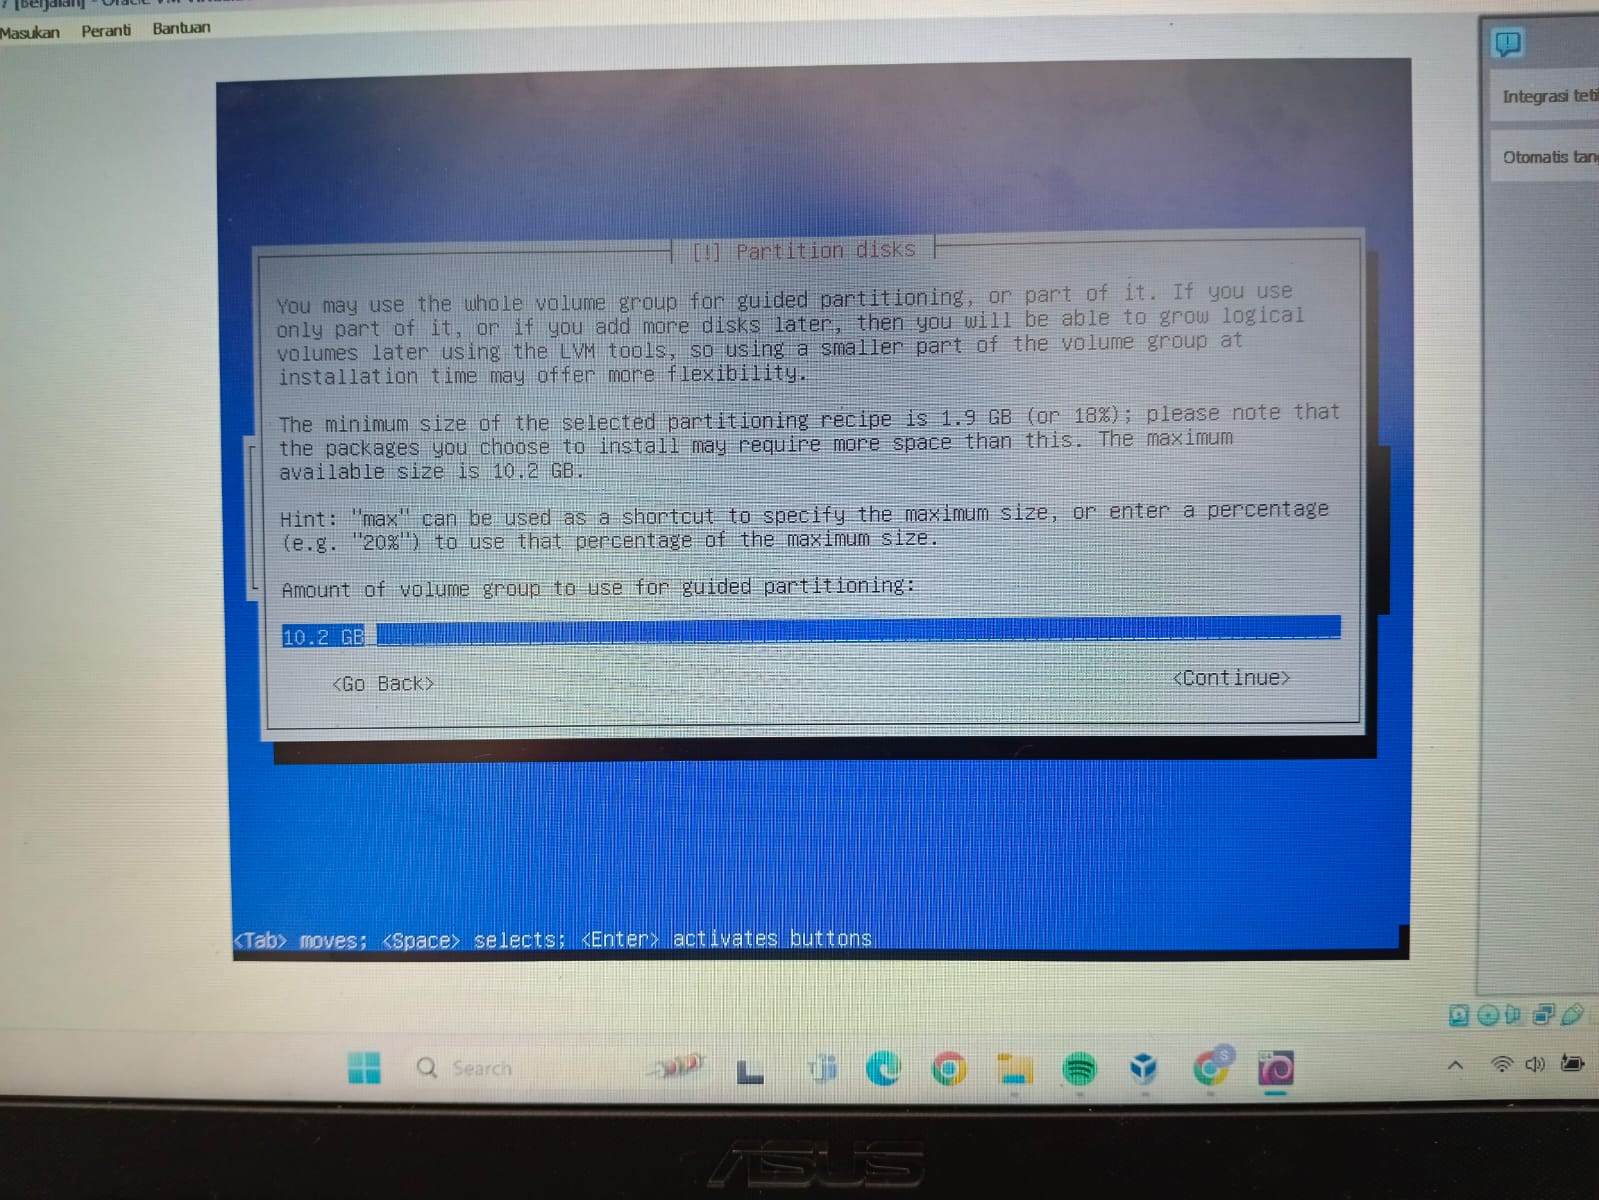 [Berjalan] - Oracle VM
Masukan Peranti Bantuan
Integrasi
Otomatis
[!] Partition disks
You may use the whole volume group for guided partitioning, or part of it. If you use
only part of it, or if you add more disks later, then you will be able to grow logical
volumes later using the LVM tools, so using a smaller part of the volume group at
installation time may offer more flexibility.
The minimum size of the selected partitioning recipe is 1.9 GB (or 18%); please note that
the packages you choose to install may require more space than this. The maximum
available size is 10.2 GB.
Hint: "max" can be used as a shortcut to specify the maximum size, or enter a percentage
(e.g. "20%") to use that percentage of the maximum size.
Amount of volume group to use for guided partitioning:
10.2 GB
<Go Back> <Continue>
<Tab> moves; <Space> selects; <Enter> activates buttons
Search
S
ASUS